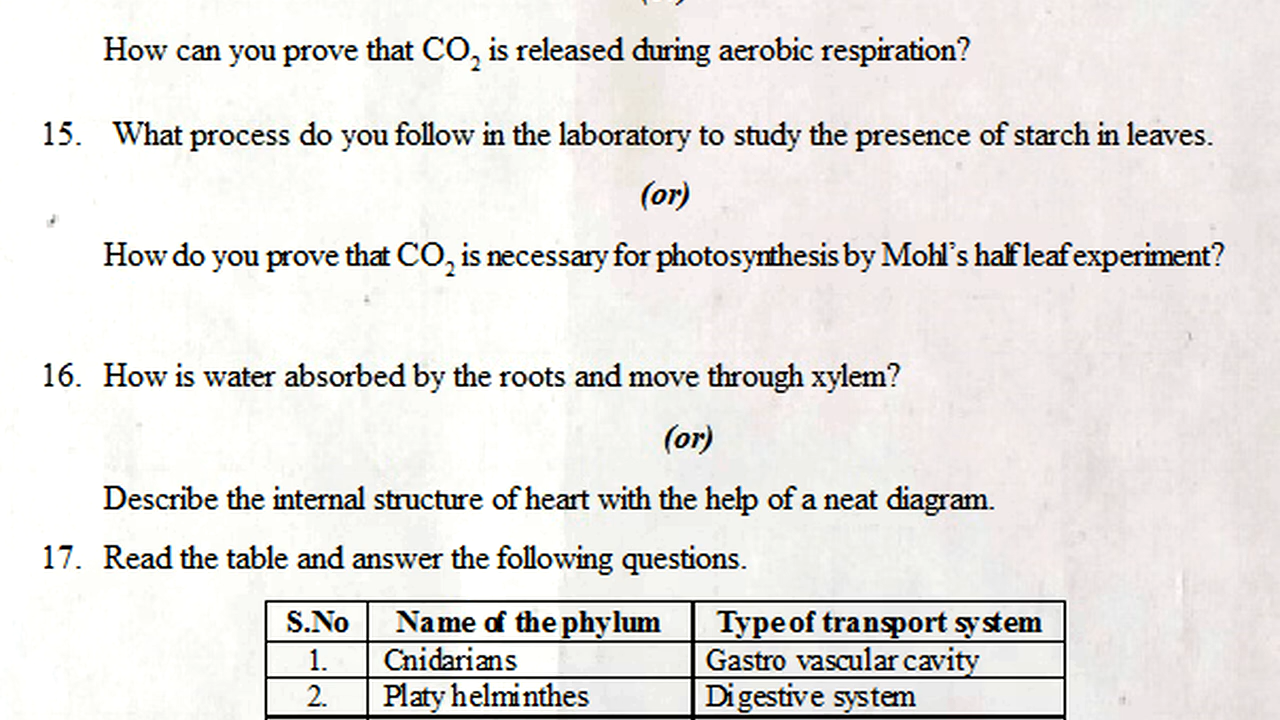 How can you prove that CO₂ is released during aerobic respiration?
15. What process do you follow in the laboratory to study the presence of starch in leaves.
(or)
How do you prove that CO₂ is necessary for photosynthesis by Mohl's half leaf experiment?
16. How is water absorbed by the roots and move through xylem?
(or)
Describe the internal structure of heart with the help of a neat diagram.
17. Read the table and answer the following questions.
S.No Name of the phylum Type of transport system
1. Cnidarians Gastro vascular cavity
2. Platy helminthes Digestive system